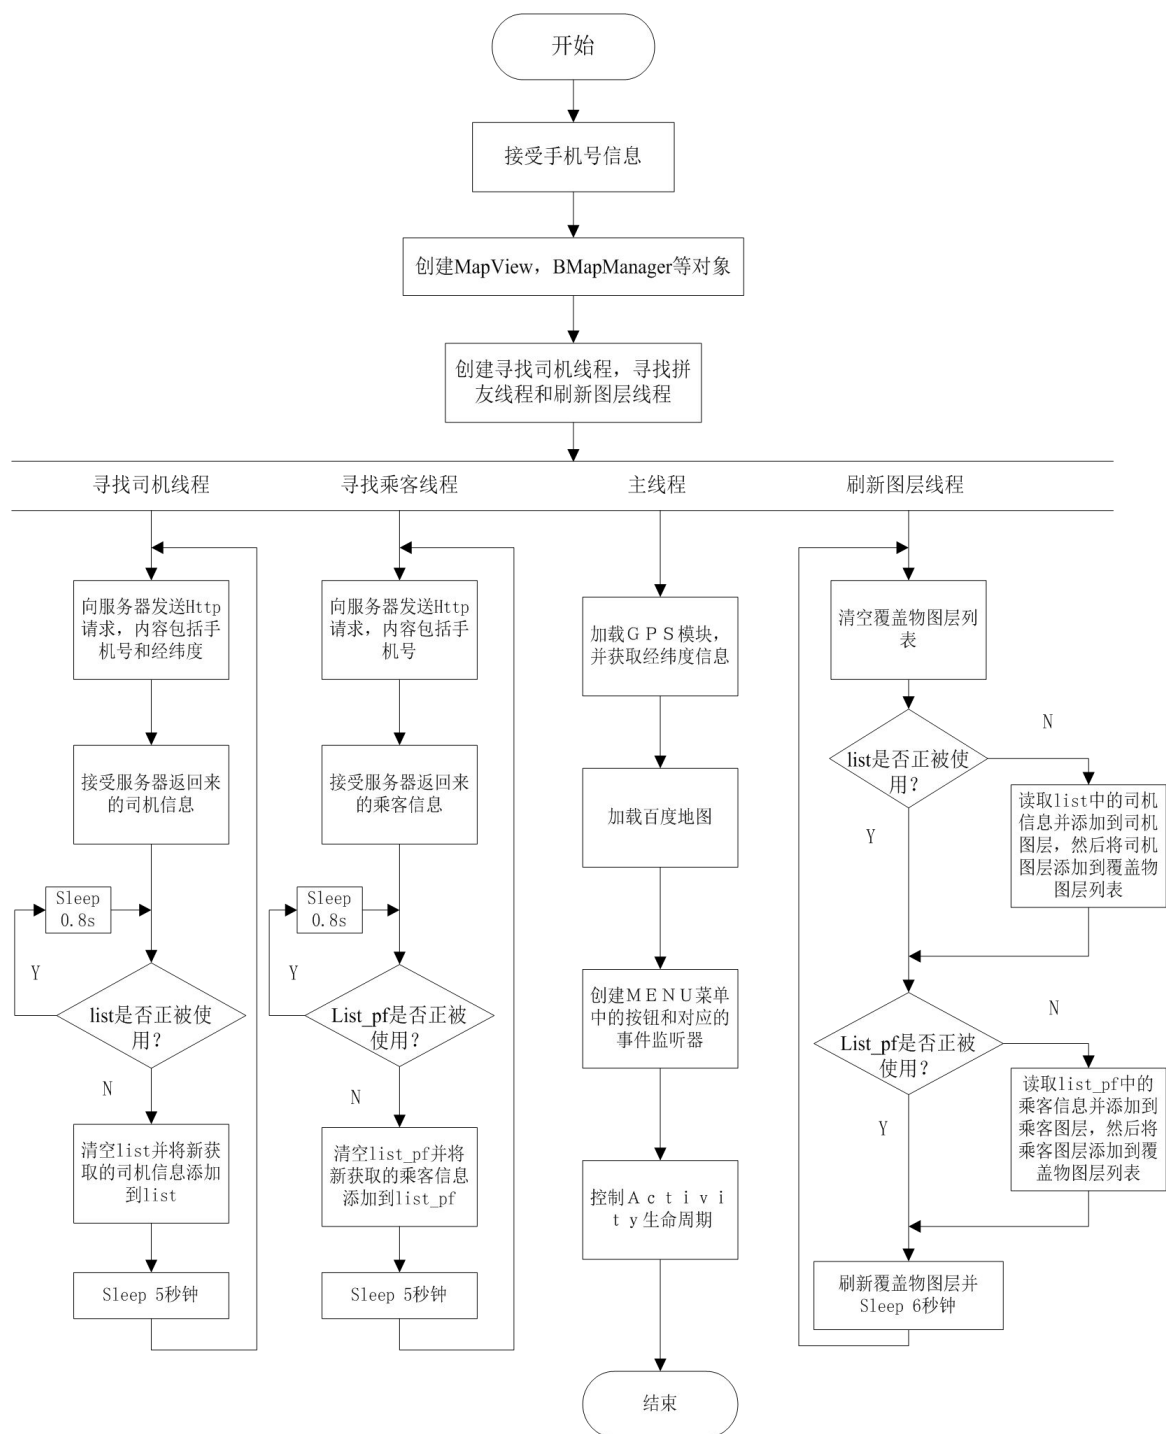 开始
接受手机号信息
创建MapView，BMapManager等对象
创建寻找司机线程，寻找拼
友线程和刷新图层线程
寻找司机线程
寻找乘客线程
主线程
刷新图层线程
向服务器发送Http
请求，内容包括手
机号和经纬度
接受服务器返回来
的司机信息
Sleep
0.8s
Y
list是否正被使
用？
N
清空list并将新获
取的司机信息添加
到list
Sleep 5秒钟
向服务器发送Http
请求，内容包括手
机号
接受服务器返回来
的乘客信息
Sleep
0.8s
Y
List_pf是否正被
使用？
N
清空list_pf并将
新获取的乘客信息
添加到list_pf
Sleep 5秒钟
加载ＧＰＳ模块，
并获取经纬度信息
加载百度地图
创建ＭＥＮＵ菜单
中的按钮和对应的
事件监听器
控制Ａｃｔｉｖｉ
ｔｙ生命周期
结束
清空覆盖物图层列
表
list是否正被使
用？
N
Y
读取list中的司机
信息并添加到司机
图层，然后将司机
图层添加到覆盖物
图层列表
List_pf是否正被
使用？
N
Y
读取list_pf中的
乘客信息并添加到
乘客图层，然后将
乘客图层添加到覆
盖物图层列表
刷新覆盖物图层并
Sleep 6秒钟